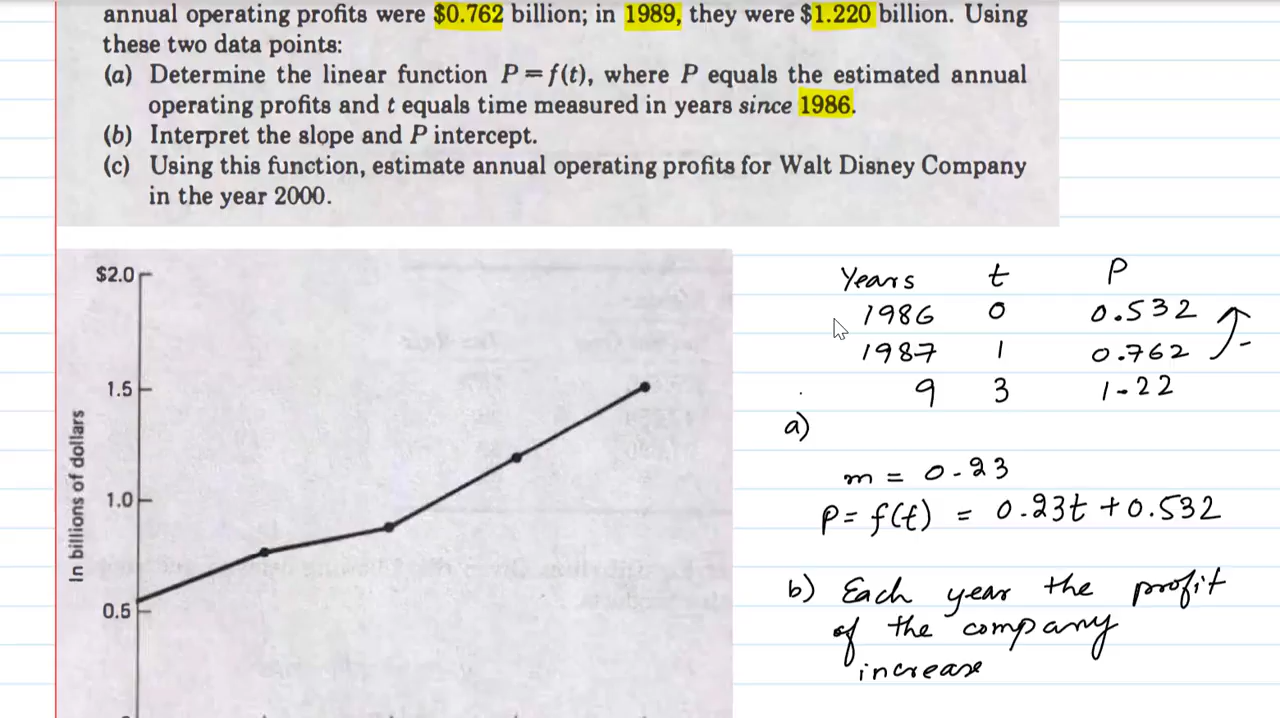 annual operating profits were $0.762 billion; in 1989, they were $1.220 billion. Using
these two data points:
(a) Determine the linear function P = f(t), where P equals the estimated annual
operating profits and t equals time measured in years since 1986.
(b) Interpret the slope and P intercept.
(c) Using this function, estimate annual operating profits for Walt Disney Company
in the year 2000.
$2.0
1.5
1.0
0.5
In billions of dollars
Years t P
1986 0 0.532
1987 1 0.762
9 3 1.22
a)
m = 0.23
P = f(t) = 0.23t + 0.532
b) Each year the profit
of the company
increase